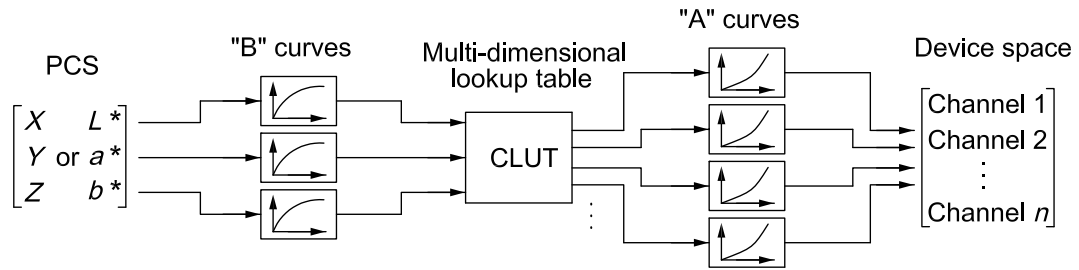 PCS
"B" curves
Multi-dimensional
lookup table
"A" curves
Device space
X L*
Y or a*
Z b*
CLUT
Channel 1
Channel 2
⋮
Channel n